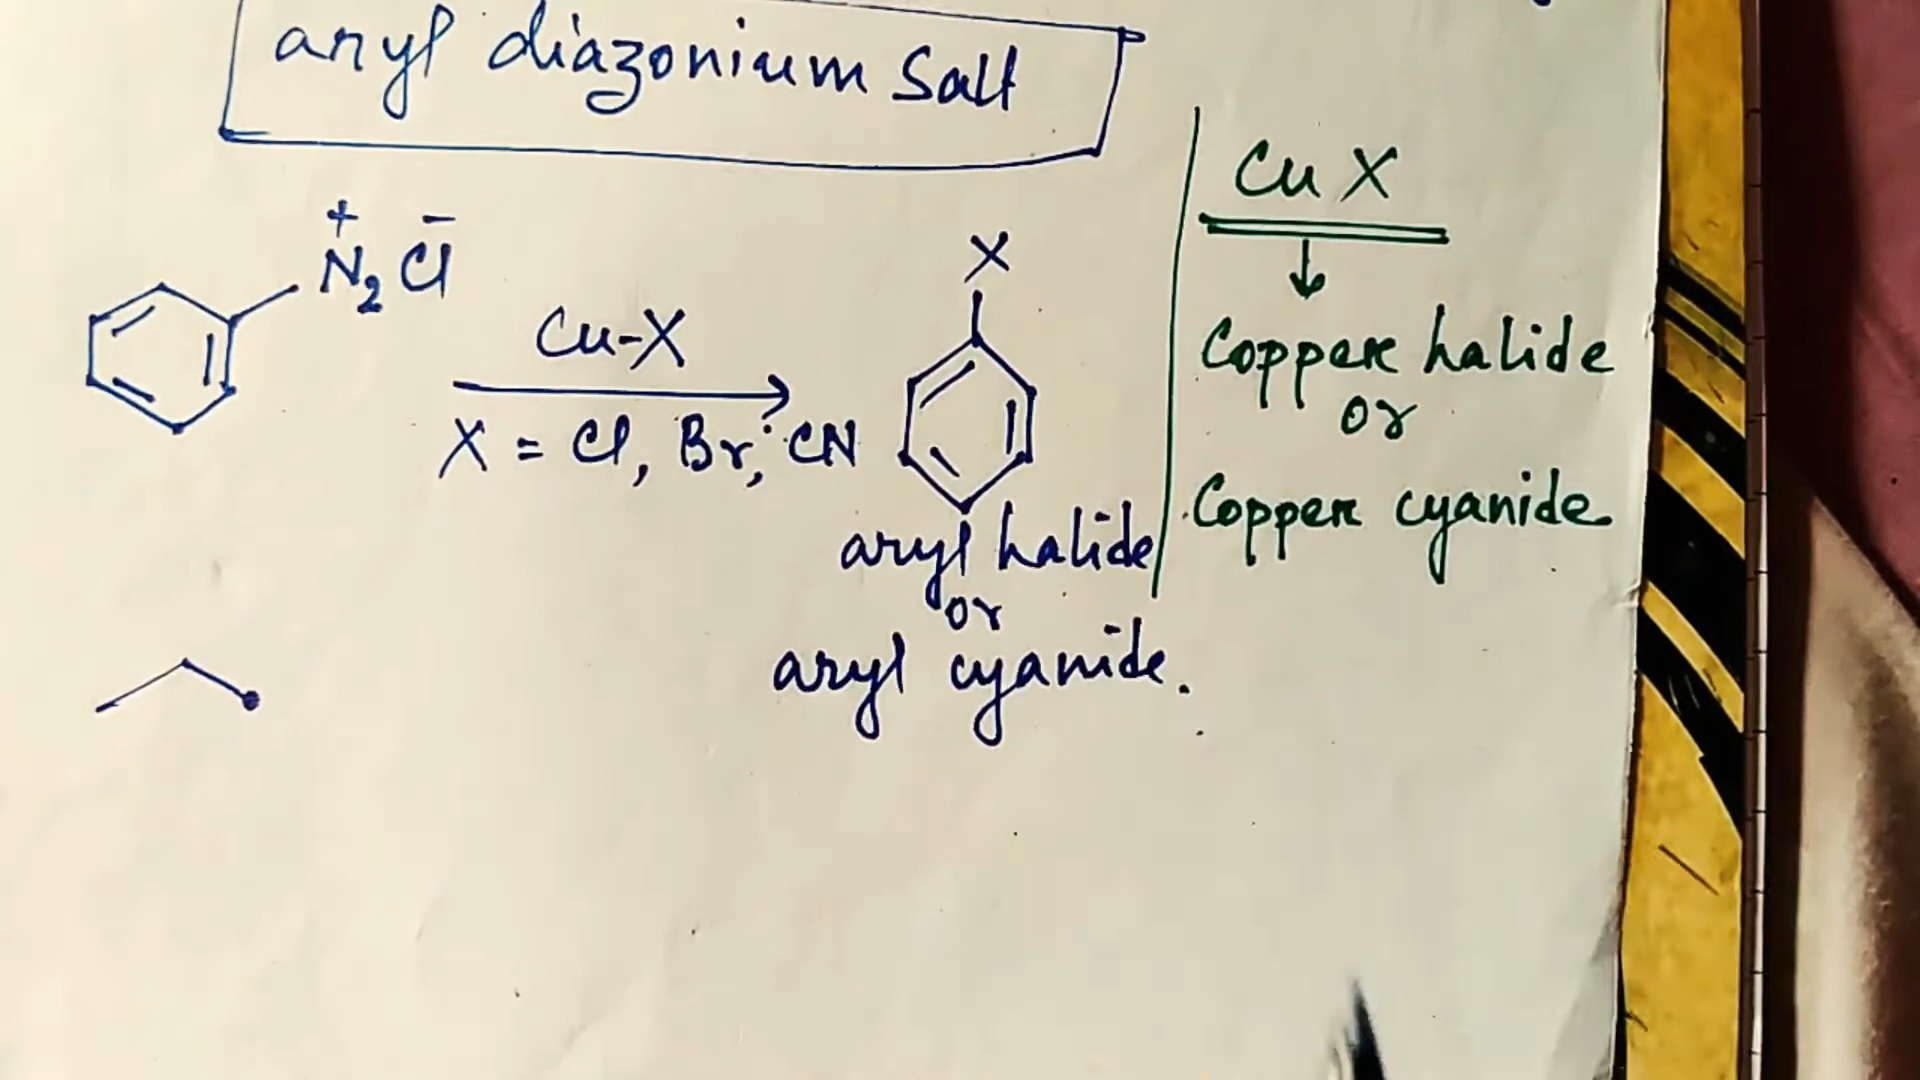 aryl diazonium Salt
+ -
N2 Cl
Cu-X
X = Cl, Br, CN
X
aryl halide
or
aryl cyanide.
Cu X
Copper halide
or
Copper cyanide